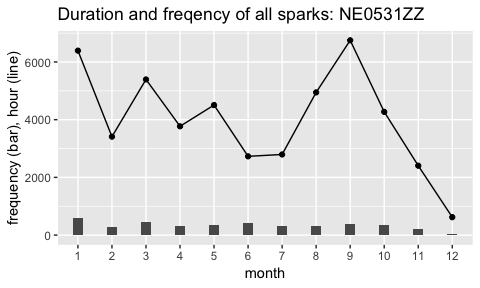 Duration and freqency of all sparks: NE0531ZZ
frequency (bar), hour (line)
6000
4000
2000
0
1 2 3 4 5 6 7 8 9 10 11 12
month